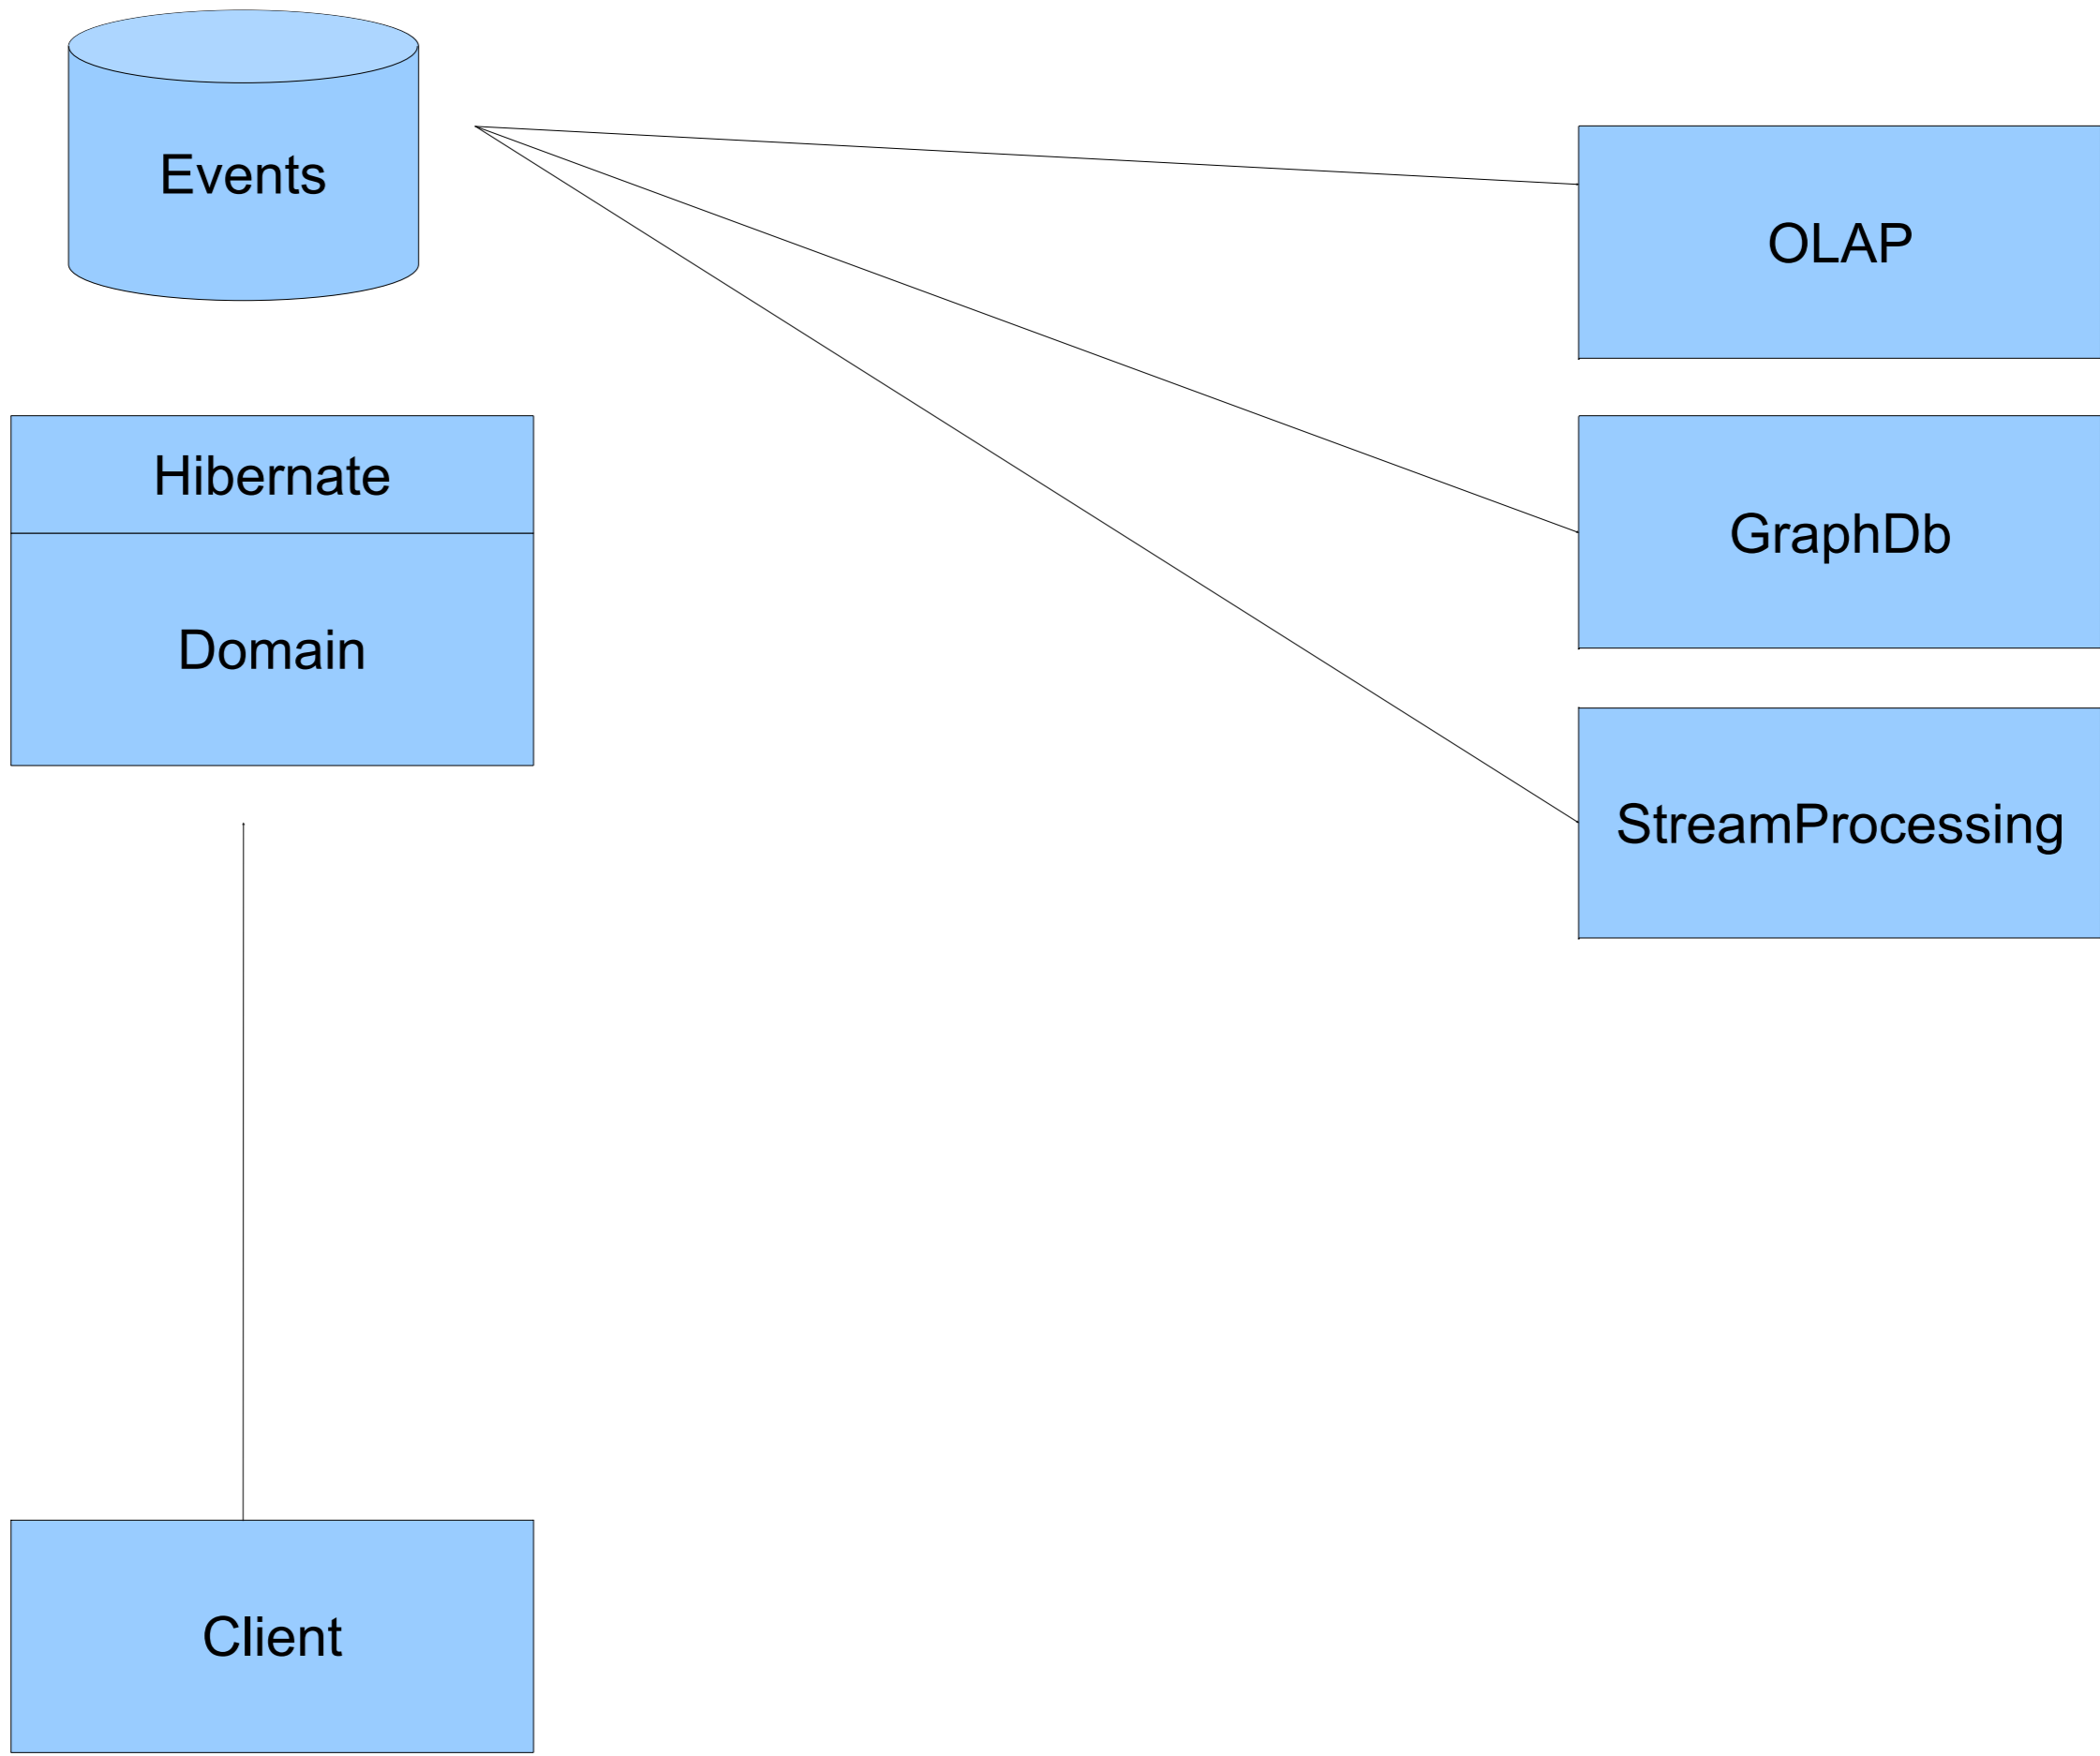 Events
OLAP
Hibernate
GraphDb
Domain
StreamProcessing
Client